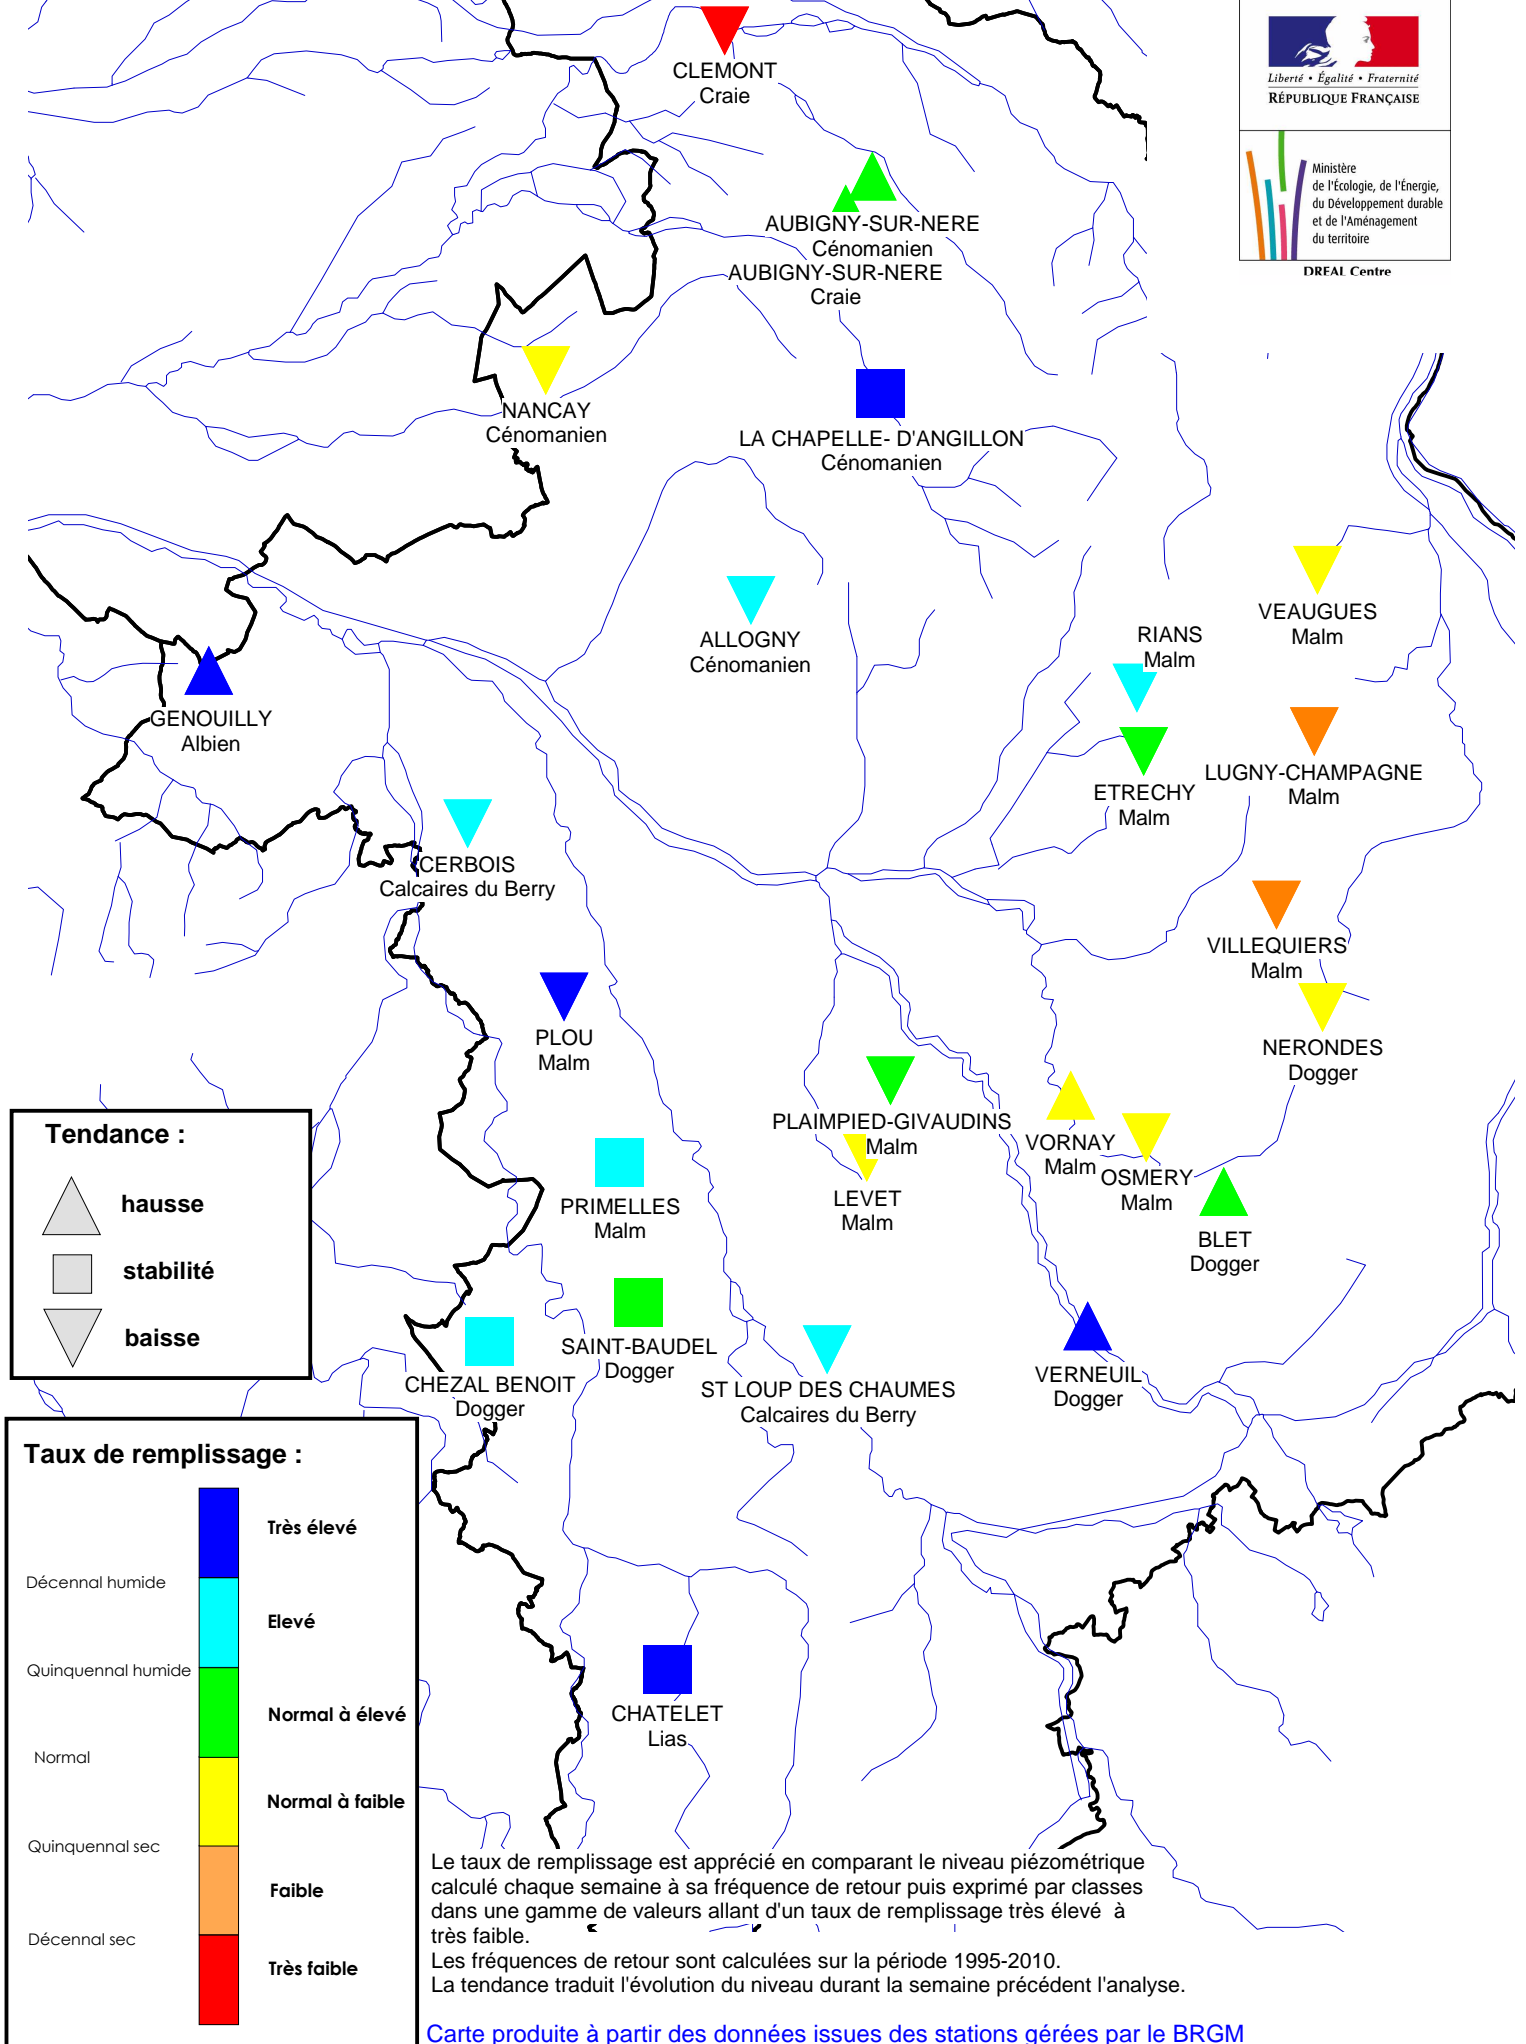 Liberté • Égalité • Fraternité
RÉPUBLIQUE FRANÇAISE
Ministère
de l'Écologie, de l'Énergie,
du Développement durable
et de l'Aménagement
du territoire
DREAL Centre
CLEMONT
Craie
AUBIGNY-SUR-NERE
Cénomanien
AUBIGNY-SUR-NERE
Craie
NANCAY
Cénomanien
LA CHAPELLE- D'ANGILLON
Cénomanien
ALLOGNY
Cénomanien
VEAUGUES
Malm
RIANS
Malm
GENOUILLY
Albien
LUGNY-CHAMPAGNE
Malm
ETRECHY
Malm
CERBOIS
Calcaires du Berry
VILLEQUIERS
Malm
PLOU
Malm
NERONDES
Dogger
PLAIMPIED-GIVAUDINS
Malm
VORNAY
Malm
OSMERY
Malm
LEVET
Malm
PRIMELLES
Malm
BLET
Dogger
SAINT-BAUDEL
Dogger
CHEZAL BENOIT
Dogger
ST LOUP DES CHAUMES
Calcaires du Berry
VERNEUIL
Dogger
CHATELET
Lias
Tendance :
hausse
stabilité
baisse
Taux de remplissage :
Très élevé
Décennal humide
Elevé
Quinquennal humide
Normal à élevé
Normal
Normal à faible
Quinquennal sec
Faible
Décennal sec
Très faible
Le taux de remplissage est apprécié en comparant le niveau piézométrique
calculé chaque semaine à sa fréquence de retour puis exprimé par classes
dans une gamme de valeurs allant d'un taux de remplissage très élevé à
très faible.
Les fréquences de retour sont calculées sur la période 1995-2010.
La tendance traduit l'évolution du niveau durant la semaine précédent l'analyse.
Carte produite à partir des données issues des stations gérées par le BRGM